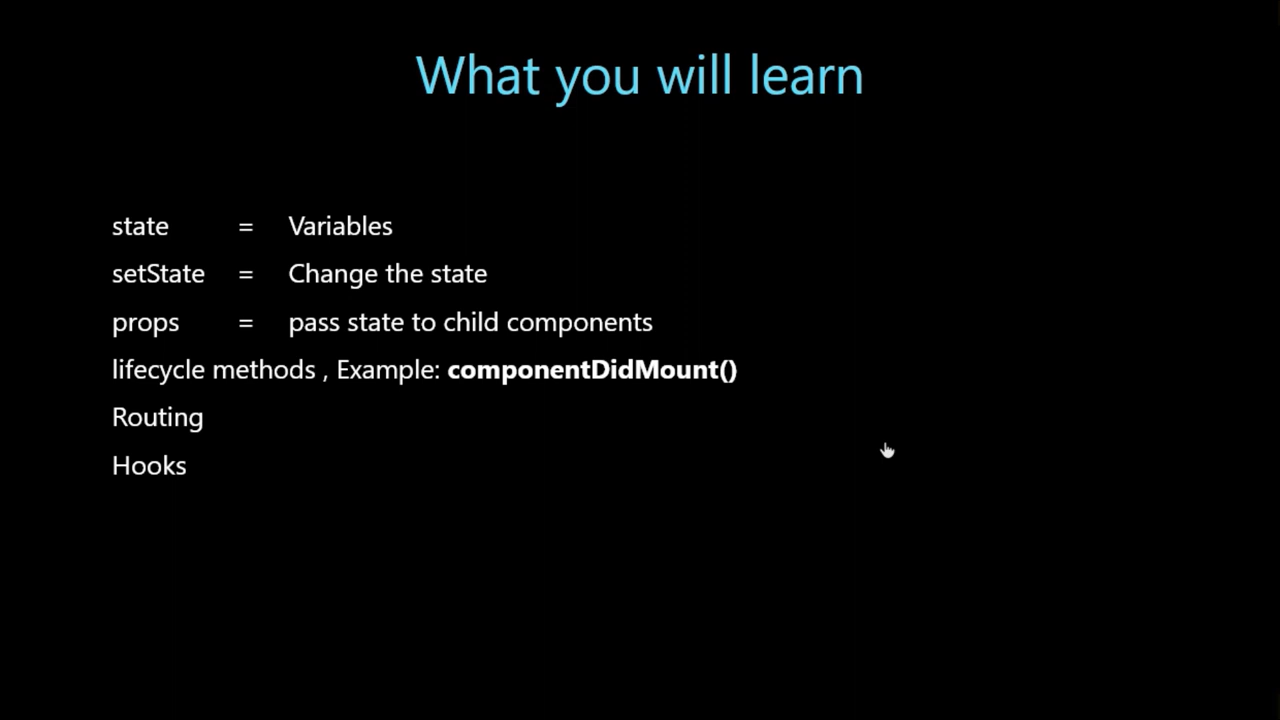 What you will learn
state = Variables
setState = Change the state
props = pass state to child components
lifecycle methods , Example: componentDidMount()
Routing
Hooks